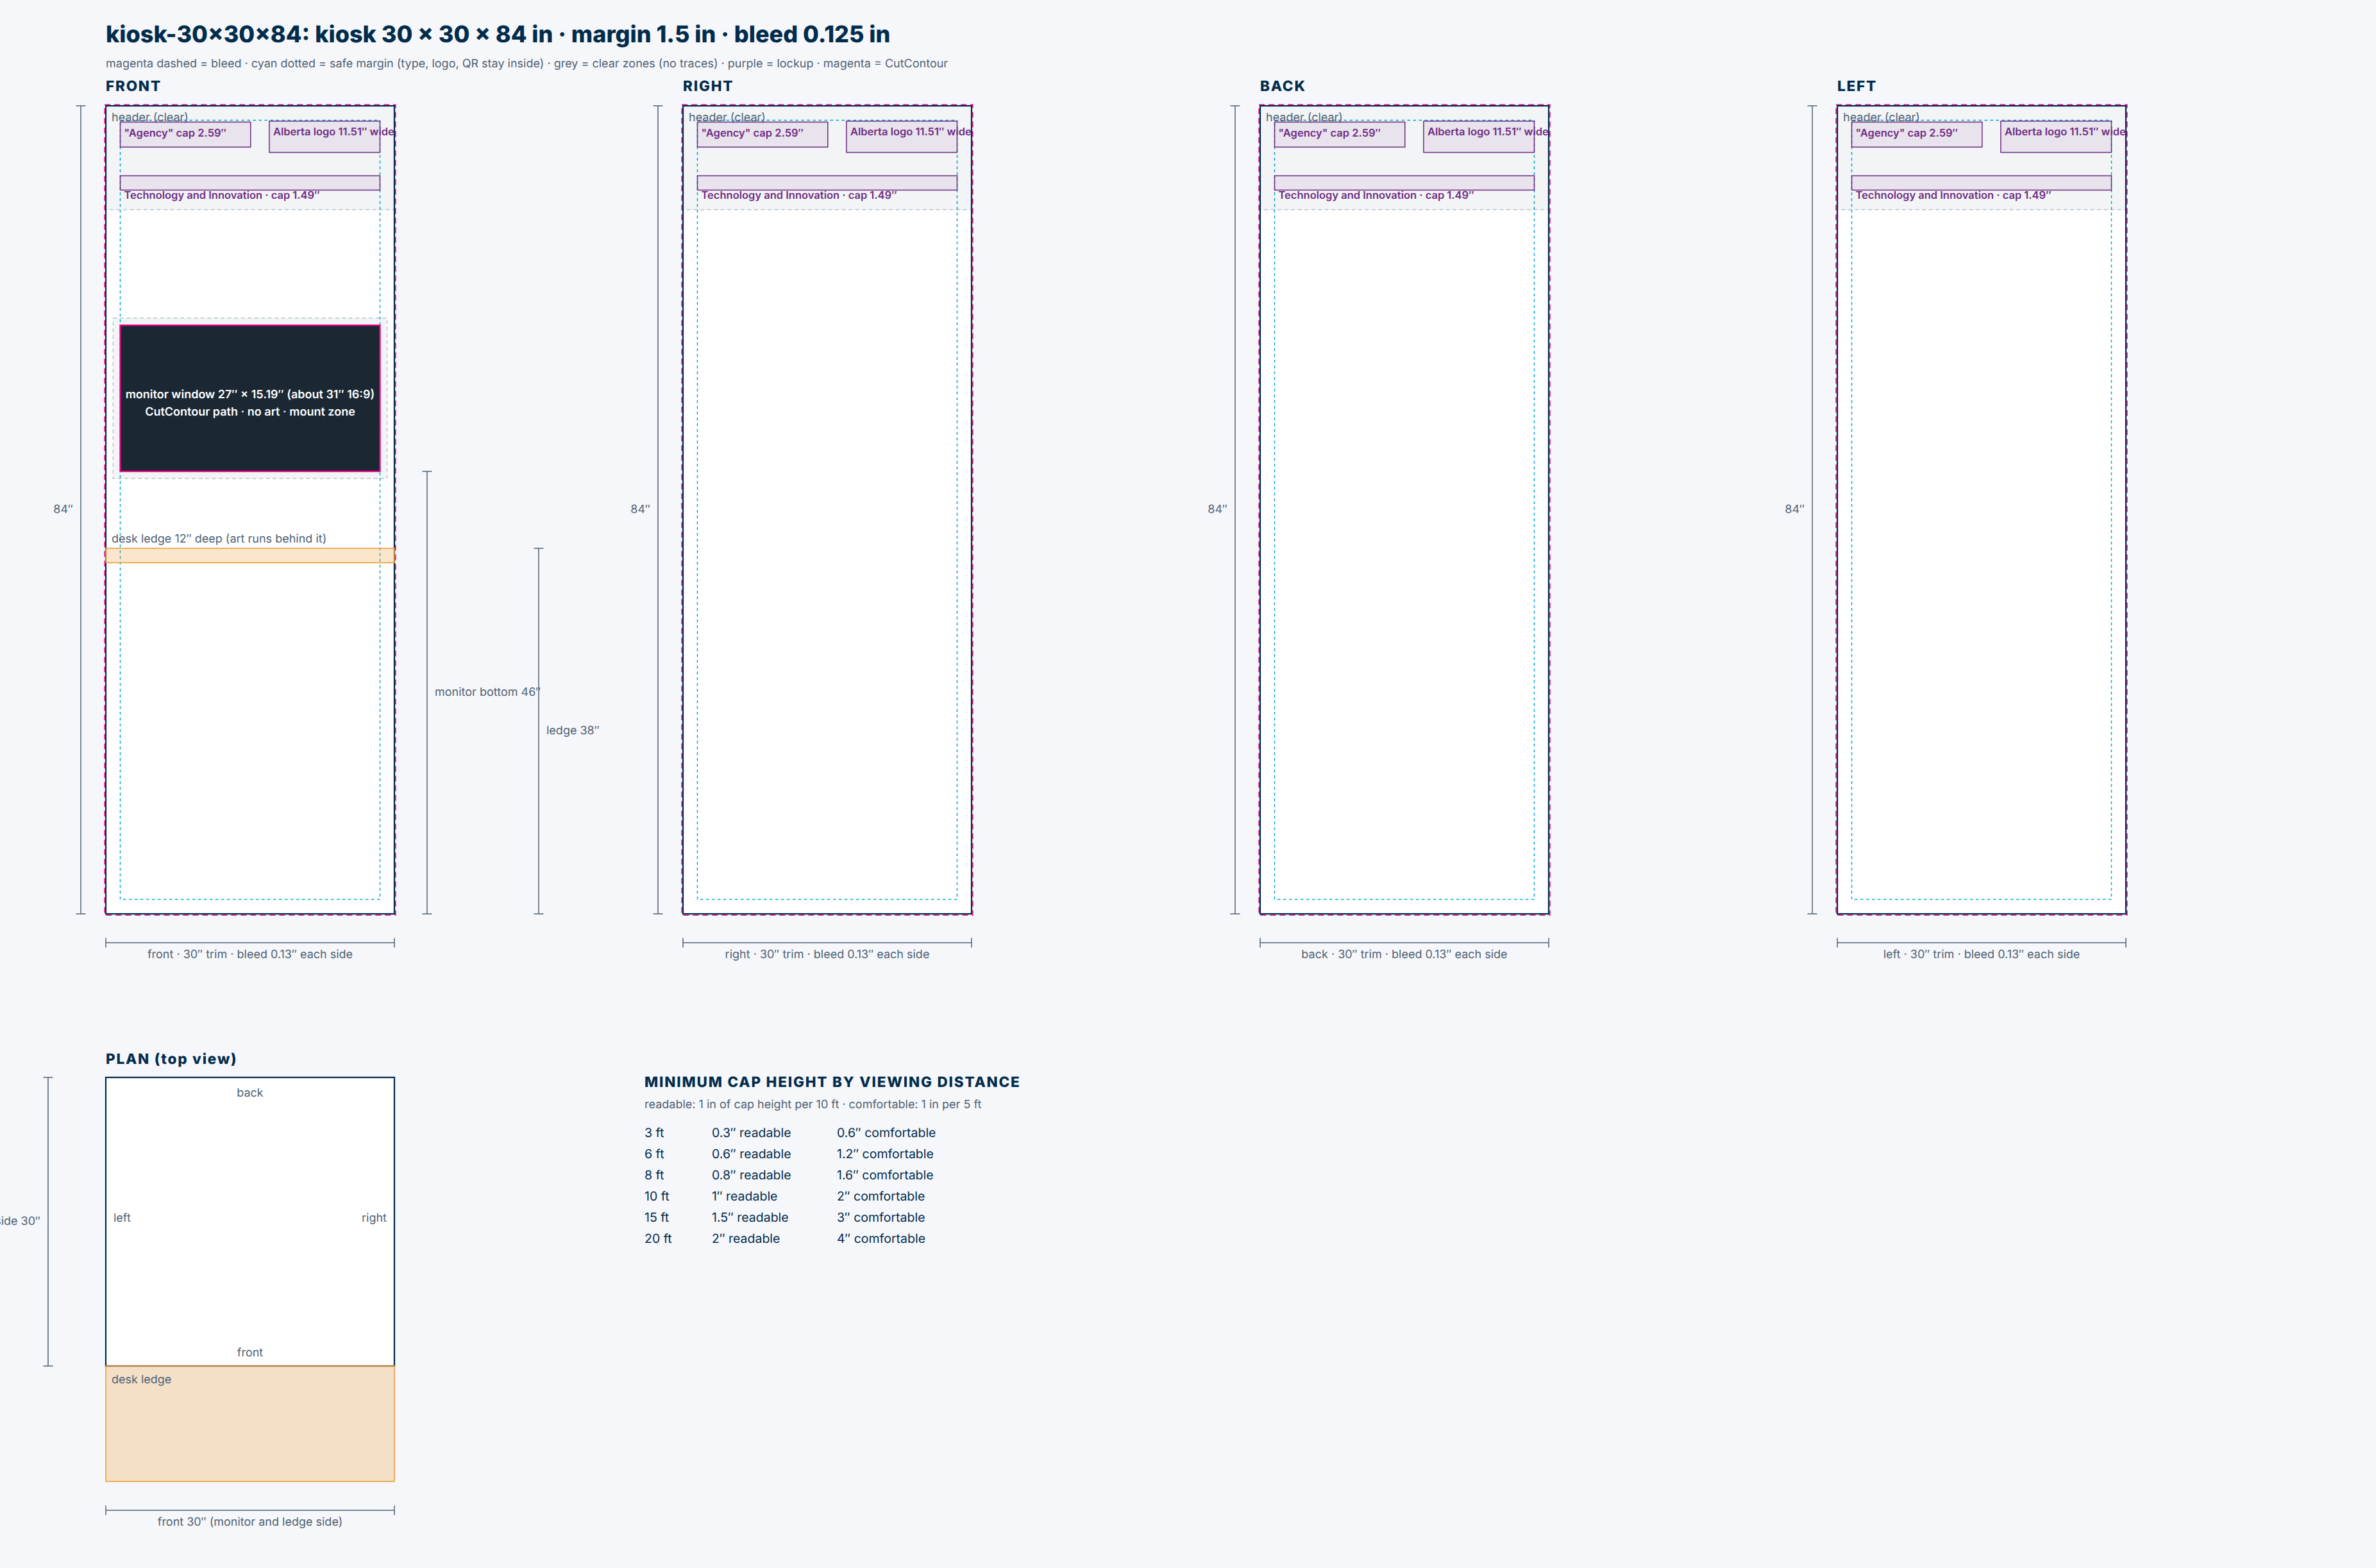 kiosk-30×30×84: kiosk 30 × 30 × 84 in · margin 1.5 in · bleed 0.125 in
magenta dashed = bleed · cyan dotted = safe margin (type, logo, QR stay inside) · grey = clear zones (no traces) · purple = lockup · magenta = CutContour
FRONT
header (clear)
"Agency" cap 2.59″
Alberta logo 11.51″ wide
Technology and Innovation · cap 1.49″
monitor window 27″ × 15.19″ (about 31″ 16:9)
CutContour path · no art · mount zone
84″
desk ledge 12″ deep (art runs behind it)
monitor bottom 46″
ledge 38″
front · 30″ trim · bleed 0.13″ each side
RIGHT
header (clear)
"Agency" cap 2.59″
Alberta logo 11.51″ wide
Technology and Innovation · cap 1.49″
84″
right · 30″ trim · bleed 0.13″ each side
BACK
header (clear)
"Agency" cap 2.59″
Alberta logo 11.51″ wide
Technology and Innovation · cap 1.49″
84″
back · 30″ trim · bleed 0.13″ each side
LEFT
header (clear)
"Agency" cap 2.59″
Alberta logo 11.51″ wide
Technology and Innovation · cap 1.49″
84″
left · 30″ trim · bleed 0.13″ each side
PLAN (top view)
back
left
right
front
ide 30″
desk ledge
front 30″ (monitor and ledge side)
MINIMUM CAP HEIGHT BY VIEWING DISTANCE
readable: 1 in of cap height per 10 ft · comfortable: 1 in per 5 ft
3 ft 0.3″ readable 0.6″ comfortable
6 ft 0.6″ readable 1.2″ comfortable
8 ft 0.8″ readable 1.6″ comfortable
10 ft 1″ readable 2″ comfortable
15 ft 1.5″ readable 3″ comfortable
20 ft 2″ readable 4″ comfortable